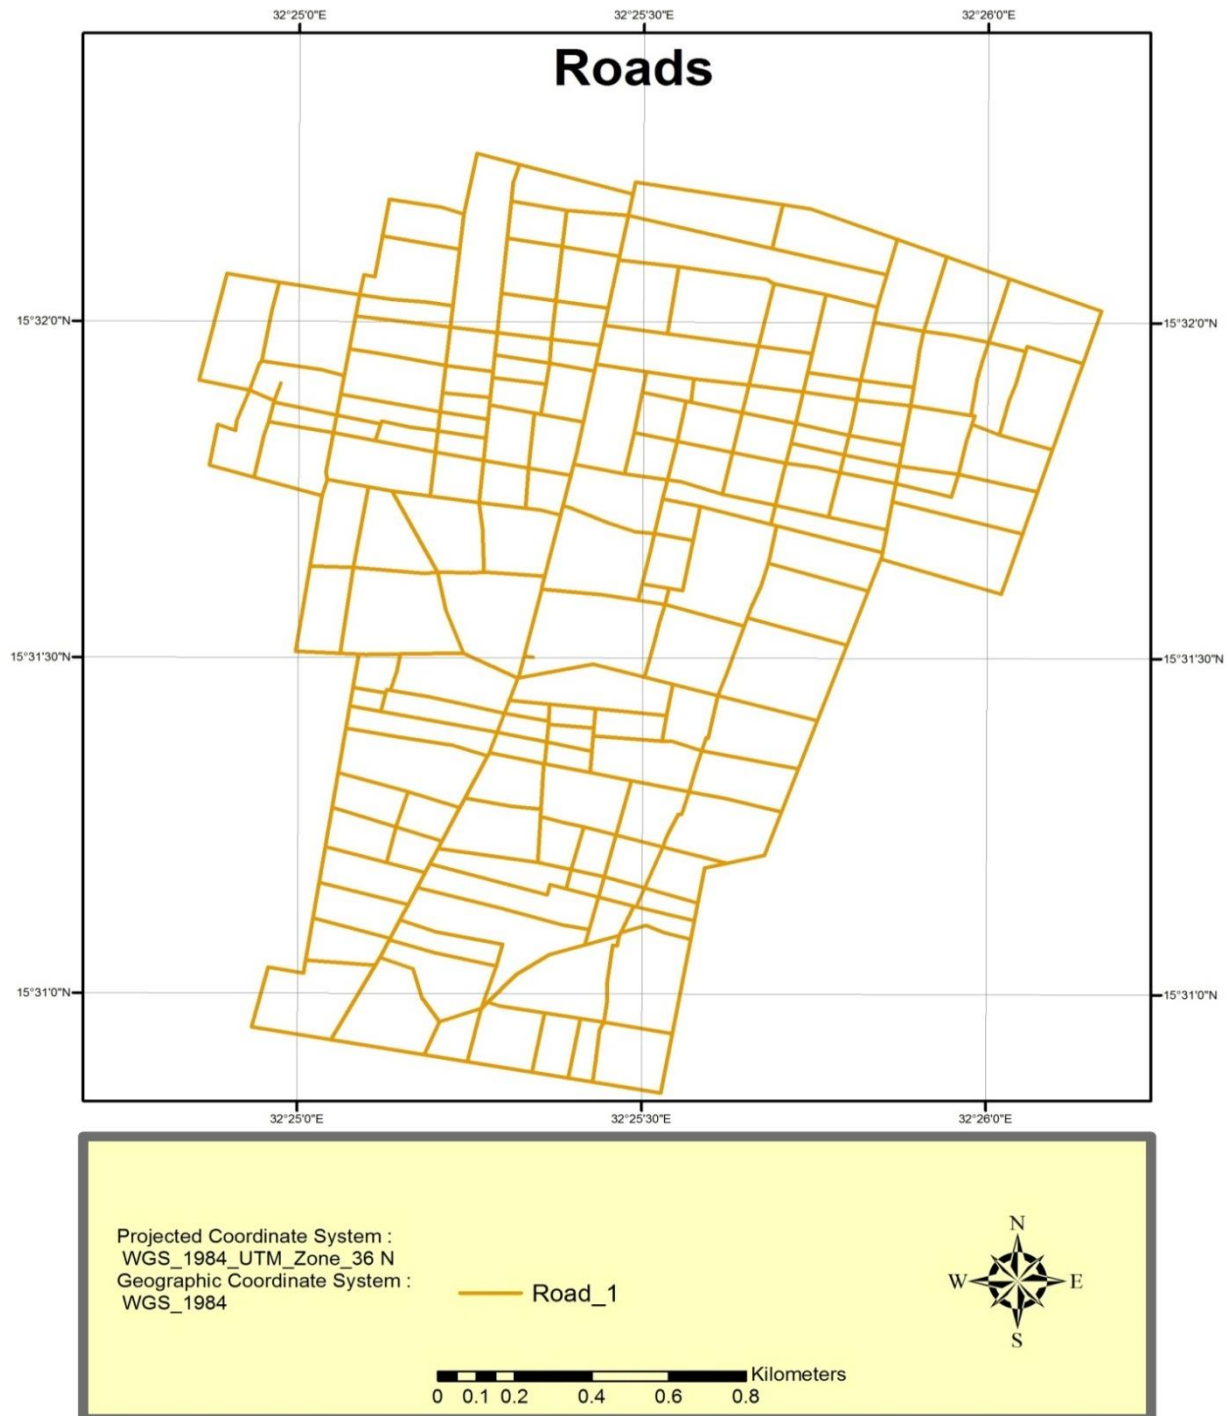 32°25'0"E 32°25'30"E 32°26'0"E
Roads
15°32'0"N 15°32'0"N
15°31'30"N 15°31'30"N
15°31'0"N 15°31'0"N
32°25'0"E 32°25'30"E 32°26'0"E
Projected Coordinate System :
WGS_1984_UTM_Zone_36 N
Geographic Coordinate System :
WGS_1984
Road_1
N
W E
S
Kilometers
0 0.1 0.2 0.4 0.6 0.8